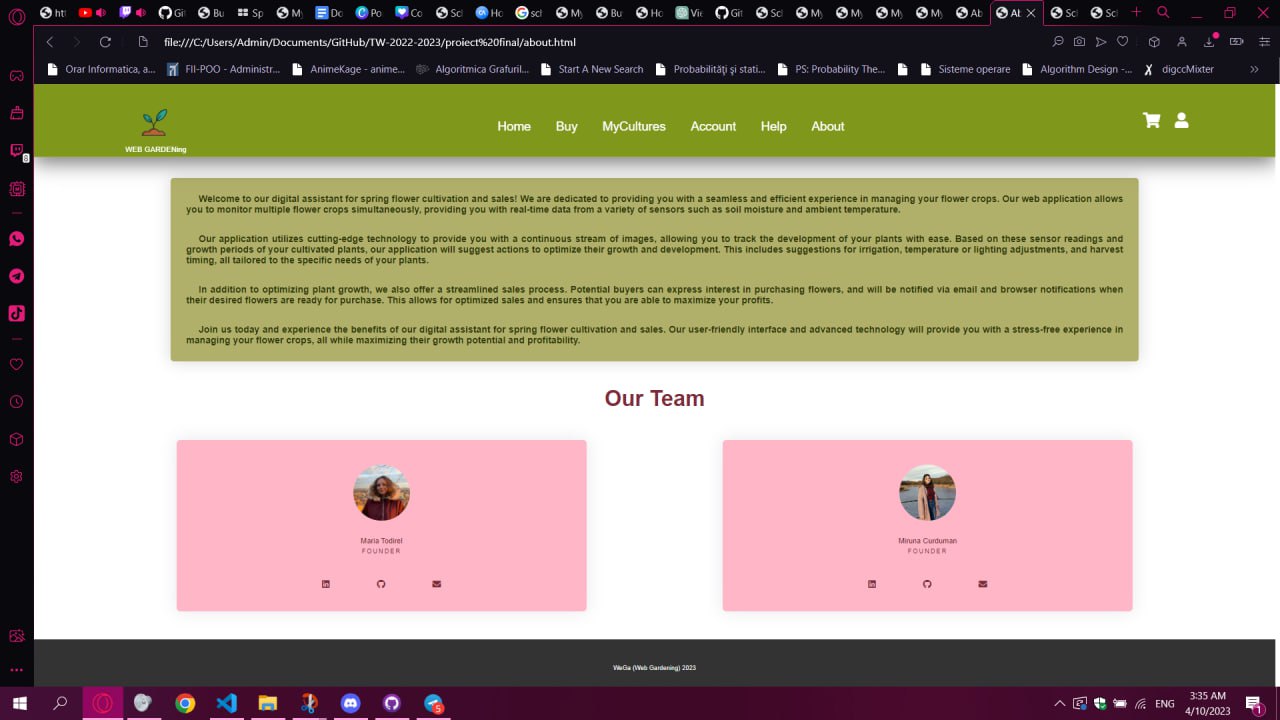 htt
Bu
My
Git
Po
Co
Git
Sc
Ho
scl
Ab
My
Ho
Vie
Git
My
Ab
Ab
Sci
Sci
file:///C:/Users/Admin/Documents/GitHub/TW-2022-2023/proiect%20final/about.html
Orar Informatica, a...
FII-POO - Administr...
AnimeKage - anime...
Algoritmica Grafuril...
Start A New Search
Probabilităţi şi stati...
PS: Probability The...
Sisteme operare
Algorithm Design -...
digccMixter
WEB GARDENing
Home
Buy
MyCultures
Account
Help
About
Welcome to our digital assistant for spring flower cultivation and sales! We are dedicated to providing you with a seamless and efficient experience in managing your flower crops. Our web application allows
you to monitor multiple flower crops simultaneously, providing you with real-time data from a variety of sensors such as soil moisture and ambient temperature.
Our application utilizes cutting-edge technology to provide you with a continuous stream of images, allowing you to track the development of your plants with ease. Based on these sensor readings and
growth periods of your cultivated plants, our application will suggest actions to optimize their growth and development. This includes suggestions for irrigation, temperature or lighting adjustments, and harvest
timing, all tailored to the specific needs of your plants.
In addition to optimizing plant growth, we also offer a streamlined sales process. Potential buyers can express interest in purchasing flowers, and will be notified via email and browser notifications when
their desired flowers are ready for purchase. This allows for optimized sales and ensures that you are able to maximize your profits.
Join us today and experience the benefits of our digital assistant for spring flower cultivation and sales. Our user-friendly interface and advanced technology will provide you with a stress-free experience in
managing your flower crops, all while maximizing their growth potential and profitability.
Our Team
Maria Todirel
FOUNDER
Miruna Curduman
FOUNDER
WeGa (Web Gardening) 2023
8
5
ENG
3:35 AM
4/10/2023
1